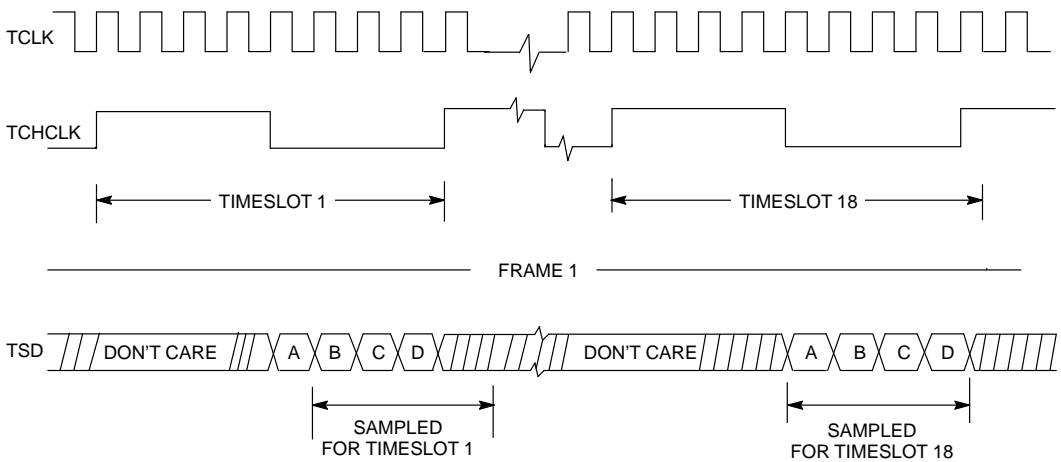 TCLK
TCHCLK
TIMESLOT 1
TIMESLOT 18
FRAME 1
TSD
DON'T CARE
A
B
C
D
DON'T CARE
A
B
C
D
SAMPLED
FOR TIMESLOT 1
SAMPLED
FOR TIMESLOT 18